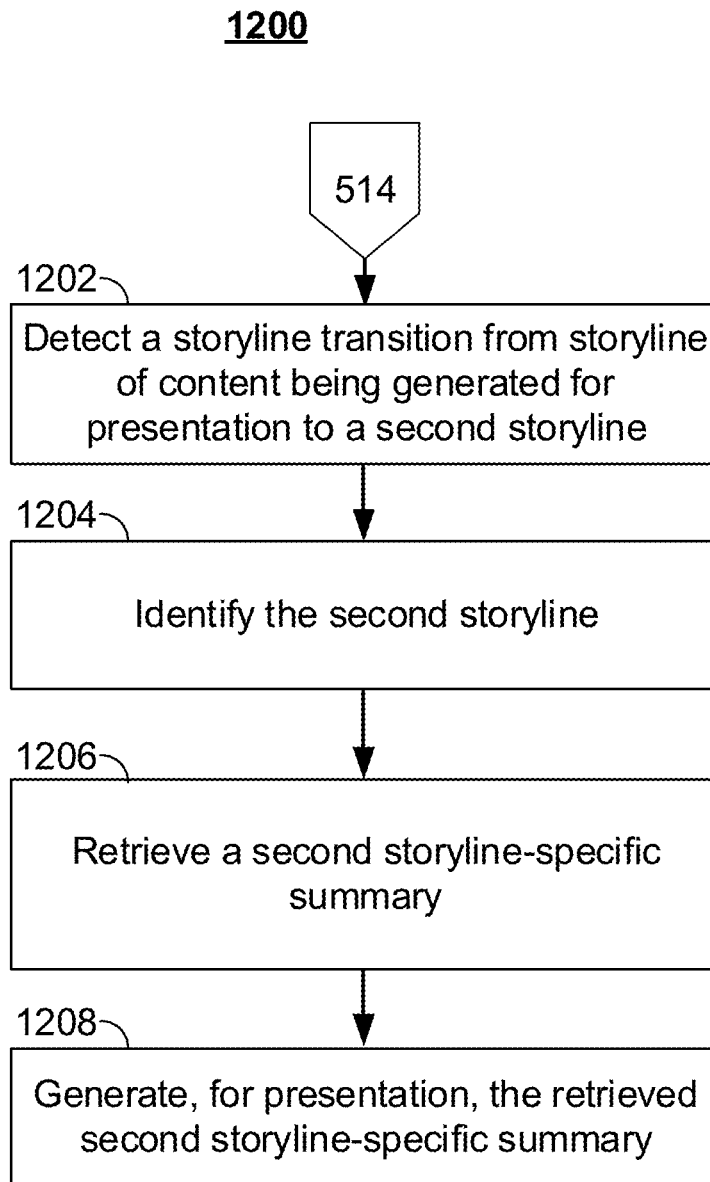 1200
514
1202
Detect a storyline transition from storyline
of content being generated for
presentation to a second storyline
1204
Identify the second storyline
1206
Retrieve a second storyline-specific
summary
1208
Generate, for presentation, the retrieved
second storyline-specific summary